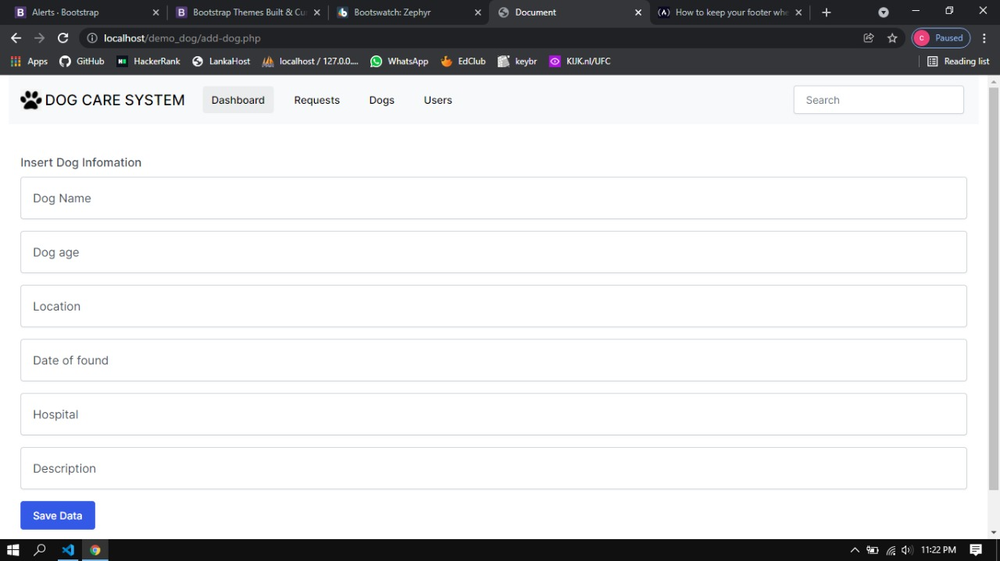 Alerts · Bootstrap
Bootstrap Themes Built & Cu
Bootswatch: Zephyr
Document
How to keep your footer whe
localhost/demo_dog/add-dog.php
C Paused
Apps GitHub HackerRank LankaHost localhost / 127.0.0.... WhatsApp EdClub keybr KIJK.nl/UFC Reading list
DOG CARE SYSTEM Dashboard Requests Dogs Users Search
Insert Dog Infomation
Dog Name
Dog age
Location
Date of found
Hospital
Description
Save Data
11:22 PM